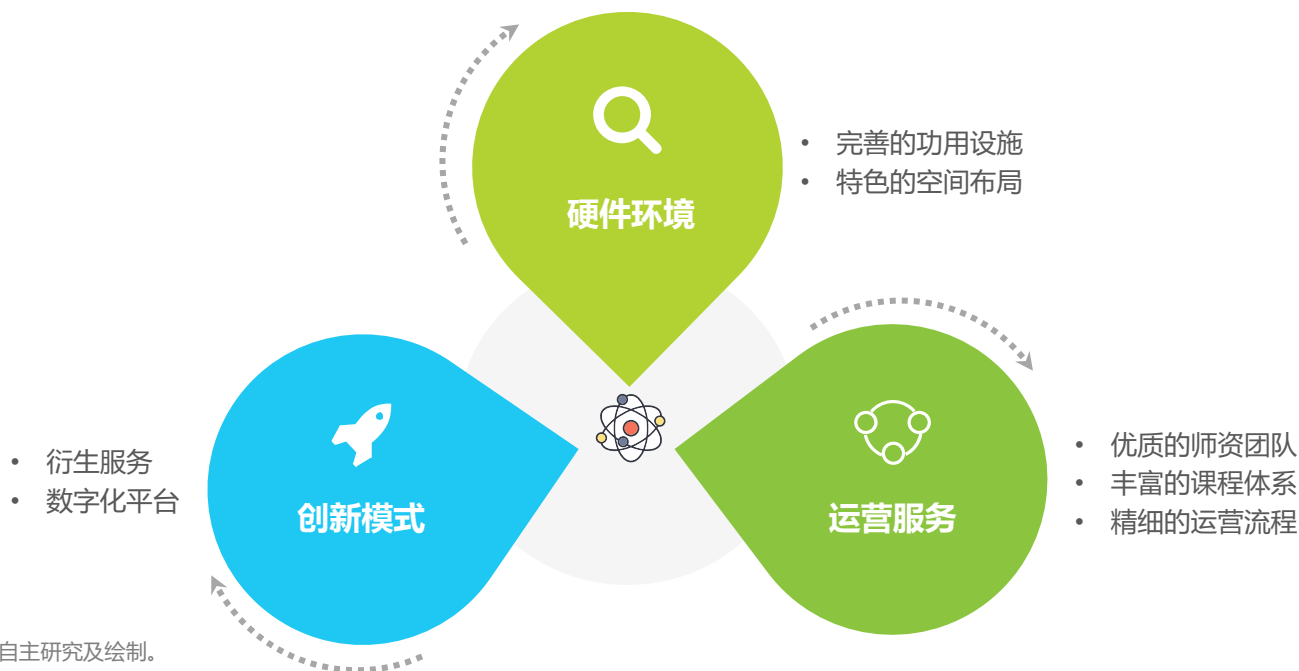 硬件环境
• 完善的功用设施
• 特色的空间布局
运营服务
• 优质的师资团队
• 丰富的课程体系
• 精细的运营流程
创新模式
• 衍生服务
• 数字化平台
自主研究及绘制。